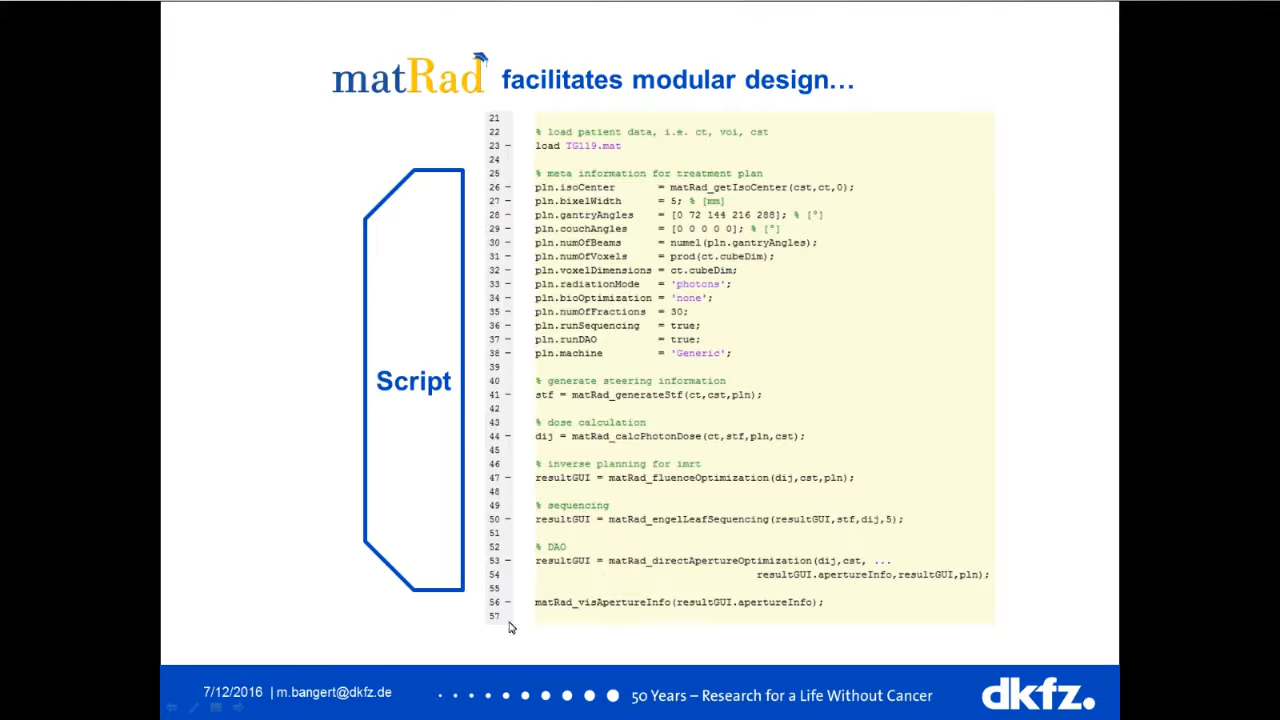 matRad facilitates modular design…
21
22 % load patient data, i.e. ct, voi, cst
23 – load TG119.mat
24
25 % meta information for treatment plan
26 – pln.isoCenter = matRad_getIsoCenter(cst,ct,0);
27 – pln.bixelWidth = 5; % [mm]
28 – pln.gantryAngles = [0 72 144 216 288]; % [°]
29 – pln.couchAngles = [0 0 0 0 0]; % [°]
30 – pln.numOfBeams = numel(pln.gantryAngles);
31 – pln.numOfVoxels = prod(ct.cubeDim);
32 – pln.voxelDimensions = ct.cubeDim;
33 – pln.radiationMode = 'photons';
34 – pln.bioOptimization = 'none';
35 – pln.numOfFractions = 30;
36 – pln.runSequencing = true;
37 – pln.runDAO = true;
38 – pln.machine = 'Generic';
39
Script
40 % generate steering information
41 – stf = matRad_generateStf(ct,cst,pln);
42
43 % dose calculation
44 – dij = matRad_calcPhotonDose(ct,stf,pln,cst);
45
46 % inverse planning for imrt
47 – resultGUI = matRad_fluenceOptimization(dij,cst,pln);
48
49 % sequencing
50 – resultGUI = matRad_engelLeafSequencing(resultGUI,stf,dij,5);
51
52 % DAO
53 – resultGUI = matRad_directApertureOptimization(dij,cst, ...
54 resultGUI.apertureInfo,resultGUI,pln);
55
56 – matRad_visApertureInfo(resultGUI.apertureInfo);
57
7/12/2016 | m.bangert@dkfz.de
50 Years – Research for a Life Without Cancer
dkfz.